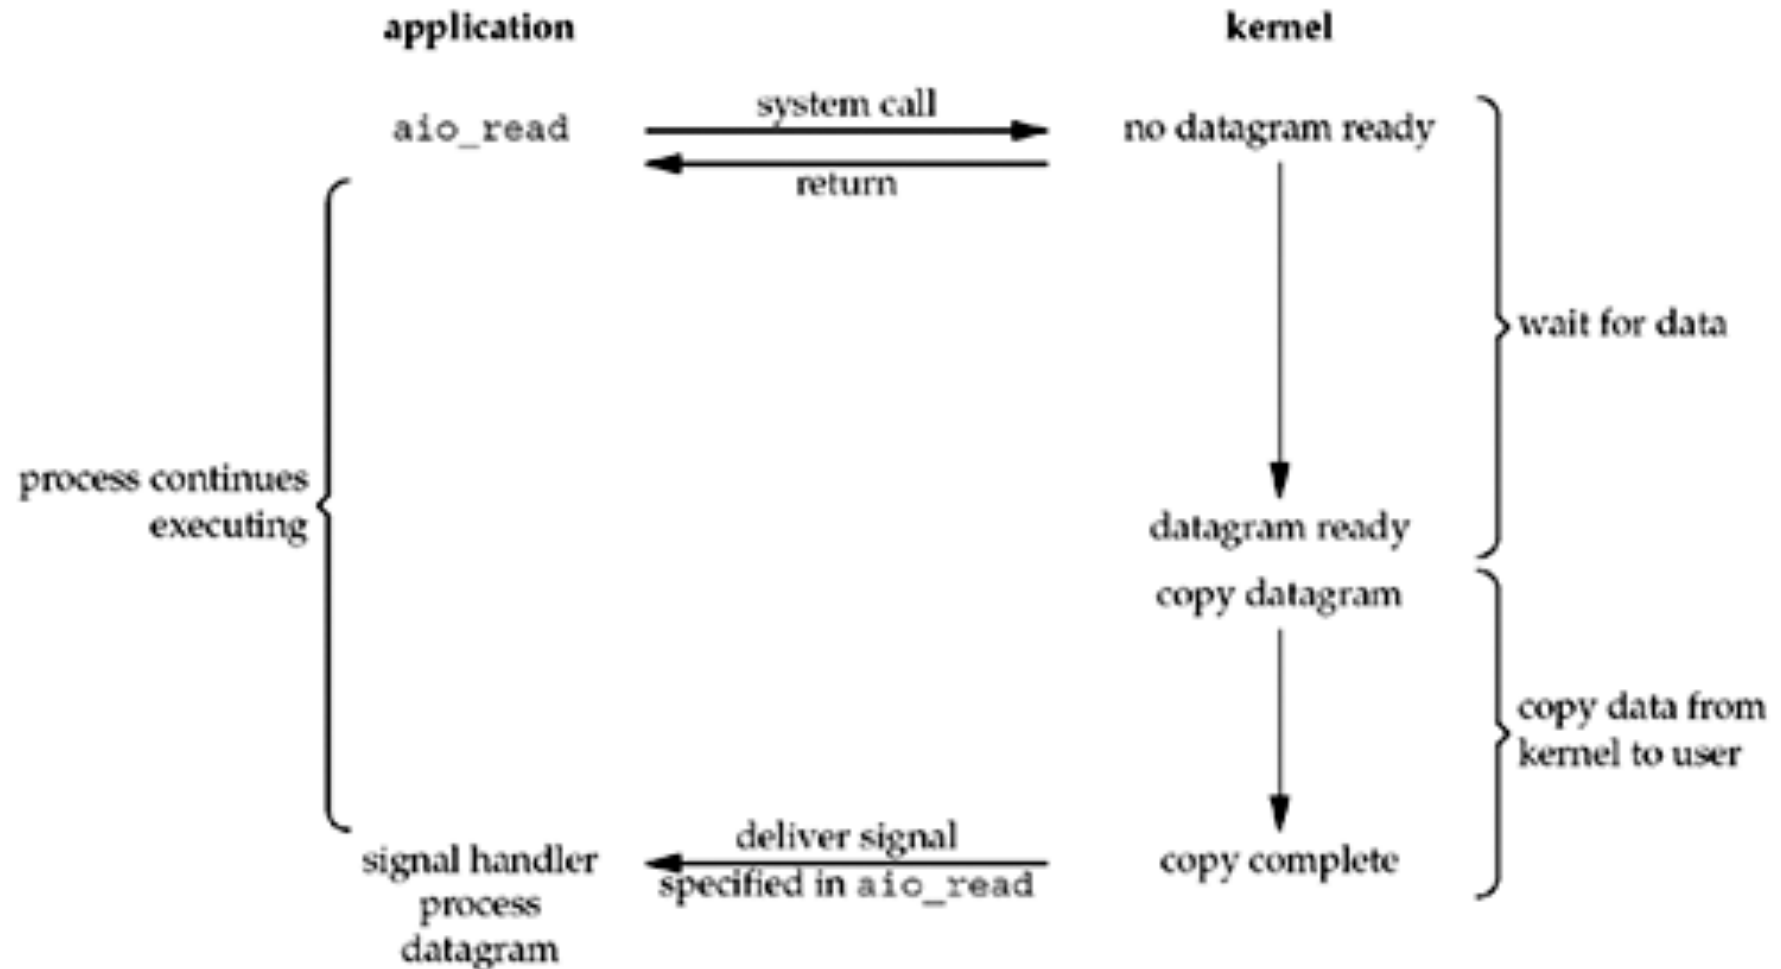 application
kernel
aio_read
system call
no datagram ready
return
wait for data
process continues
executing
datagram ready
copy datagram
copy data from
kernel to user
deliver signal
signal handler
specified in aio_read
copy complete
process
datagram